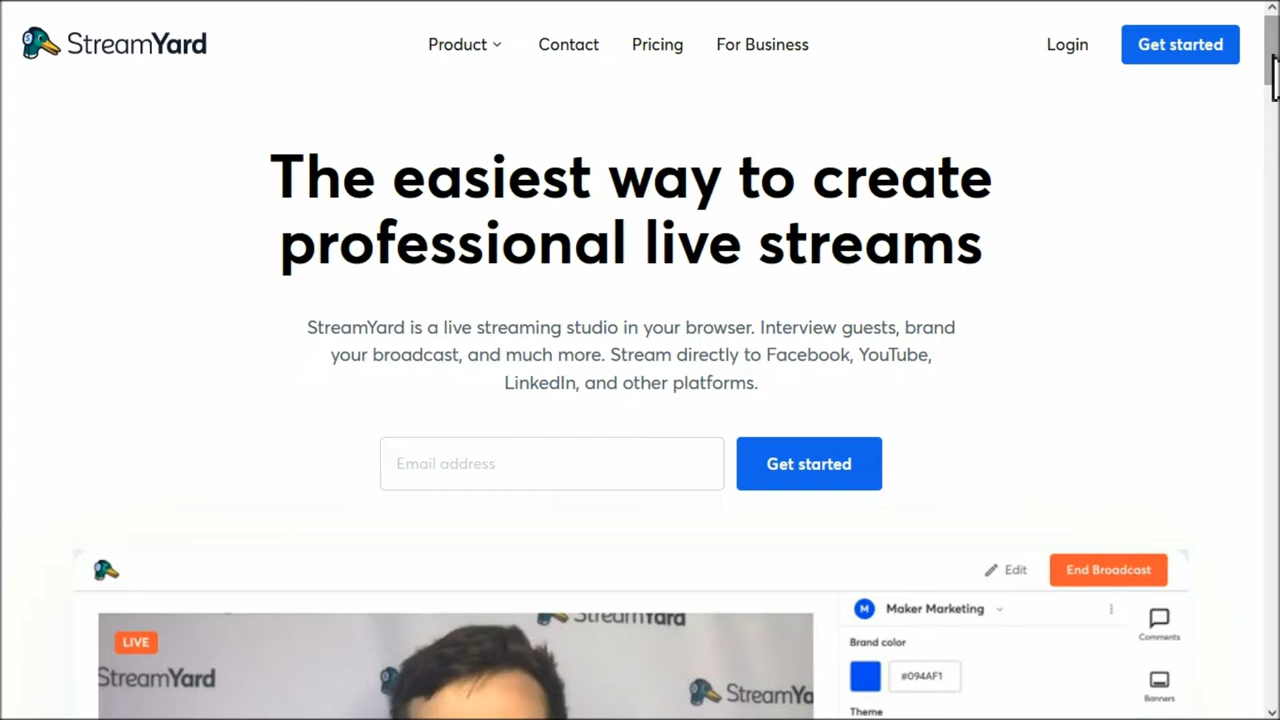 StreamYard
Product
Contact
Pricing
For Business
Login
Get started
The easiest way to create
professional live streams
StreamYard is a live streaming studio in your browser. Interview guests, brand
your broadcast, and much more. Stream directly to Facebook, YouTube,
LinkedIn, and other platforms.
Email address
Get started
Edit
End Broadcast
LIVE
StreamYard
StreamYard
StreamYa
M
Maker Marketing
Brand color
#094AF1
Theme
Comments
Banners